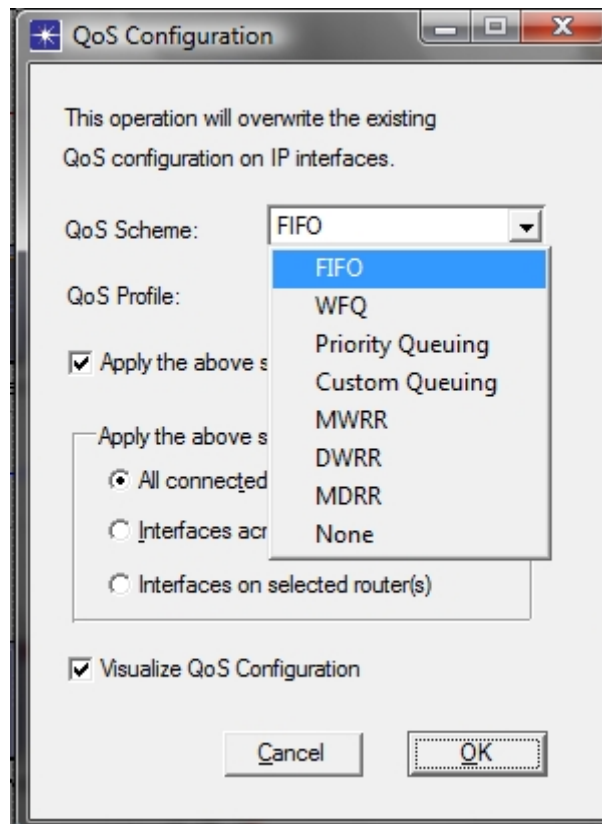 QoS Configuration
This operation will overwrite the existing
QoS configuration on IP interfaces.
QoS Scheme: FIFO
FIFO
WFQ
Priority Queuing
Custom Queuing
MWRR
DWRR
MDRR
None
QoS Profile:
Apply the above s
Apply the above s
All connected
Interfaces acr
Interfaces on selected router(s)
Visualize QoS Configuration
Cancel OK